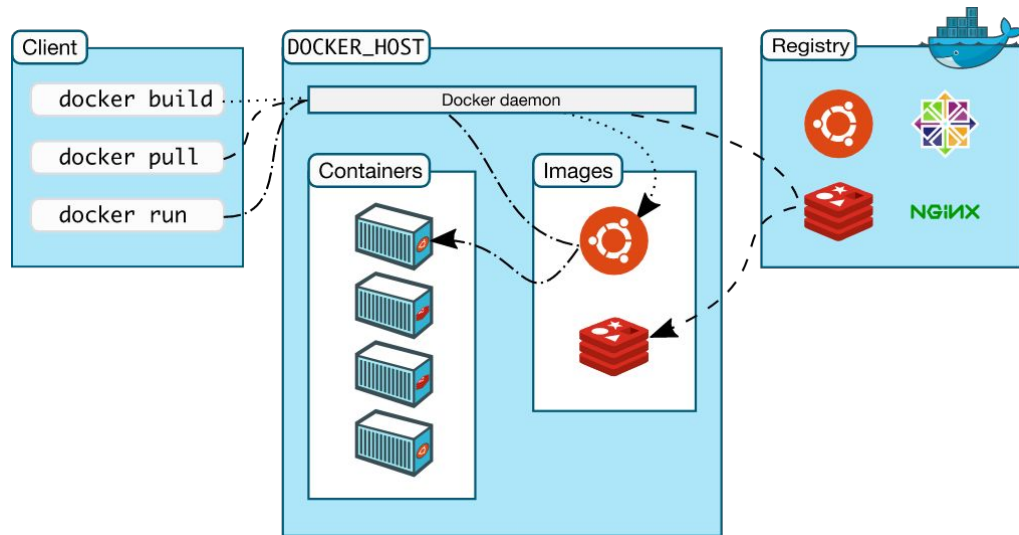 Client
docker build
docker pull
docker run
DOCKER_HOST
Docker daemon
Containers
Images
Registry
NGiNX